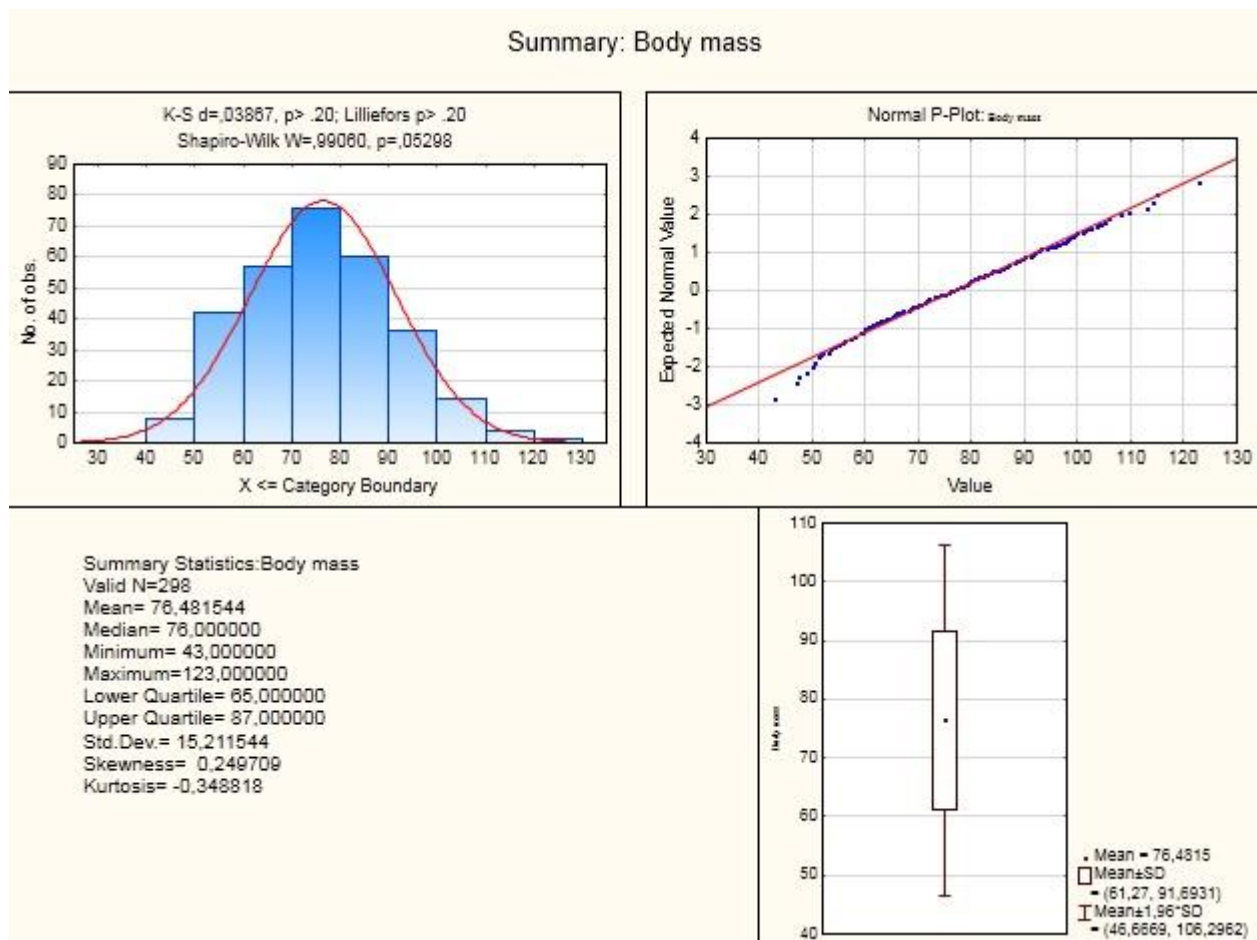 Summary: Body mass
K-S d=,03867, p> .20; Lilliefors p> .20
Shapiro-Wilk W=,99060, p=,05298
90
80
70
60
50
40
30
20
10
0
No. of obs.
30 40 50 60 70 80 90 100 110 120 130
X <= Category Boundary
Normal P-Plot: Body mass
4
3
2
1
0
-1
-2
-3
-4
Expected Normal Value
30 40 50 60 70 80 90 100 110 120 130
Value
Summary Statistics:Body mass
Valid N=298
Mean= 76,481544
Median= 76,000000
Minimum= 43,000000
Maximum=123,000000
Lower Quartile= 65,000000
Upper Quartile= 87,000000
Std.Dev.= 15,211544
Skewness= 0,249709
Kurtosis= -0,348818
110
100
90
80
70
60
50
40
Body mass
Mean = 76,4815
Mean±SD
= (61,27, 91,6931)
Mean±1,96*SD
= (46,6669, 106,2962)